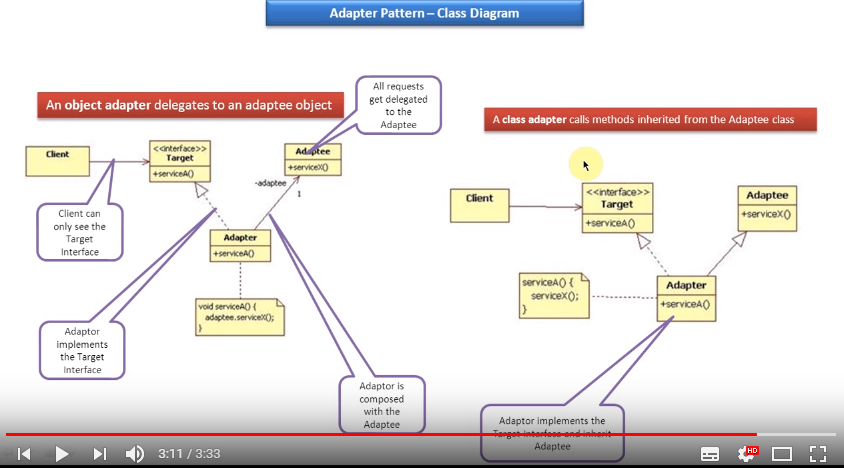 Adapter Pattern – Class Diagram
An object adapter delegates to an adaptee object
All requests
get delegated
to the
Adaptee
Client
<<interface>>
Target
+serviceA()
Adaptee
+serviceX()
-adaptee
1
Client can
only see the
Target
Interface
Adapter
+serviceA()
void serviceA() {
adaptee.serviceX();
}
Adaptor
implements
the Target
Interface
Adaptor is
composed
with the
Adaptee
A class adapter calls methods inherited from the Adaptee class
Client
<<interface>>
Target
+serviceA()
Adaptee
+serviceX()
serviceA() {
serviceX();
}
Adapter
+serviceA()
Adaptor implements the
Target Interface and inherit
Adaptee
3:11 / 3:33
HD